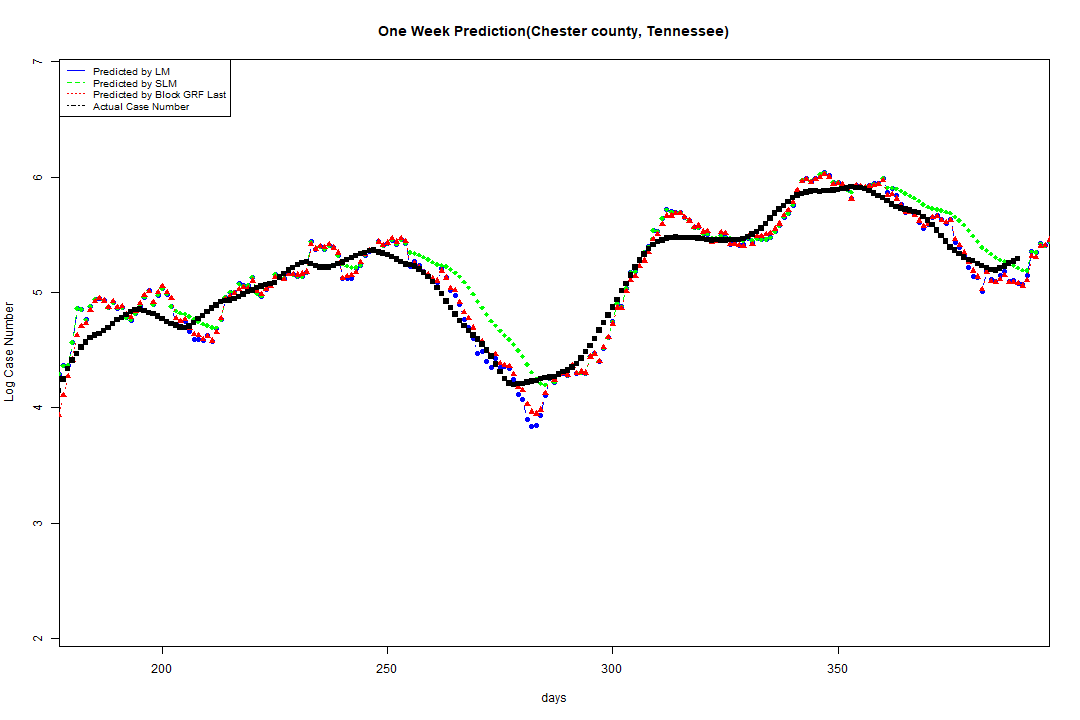 One Week Prediction(Chester county, Tennessee)
Predicted by LM
Predicted by SLM
Predicted by Block GRF Last
Actual Case Number
7
6
5
4
3
2
Log Case Number
200
250
300
350
days